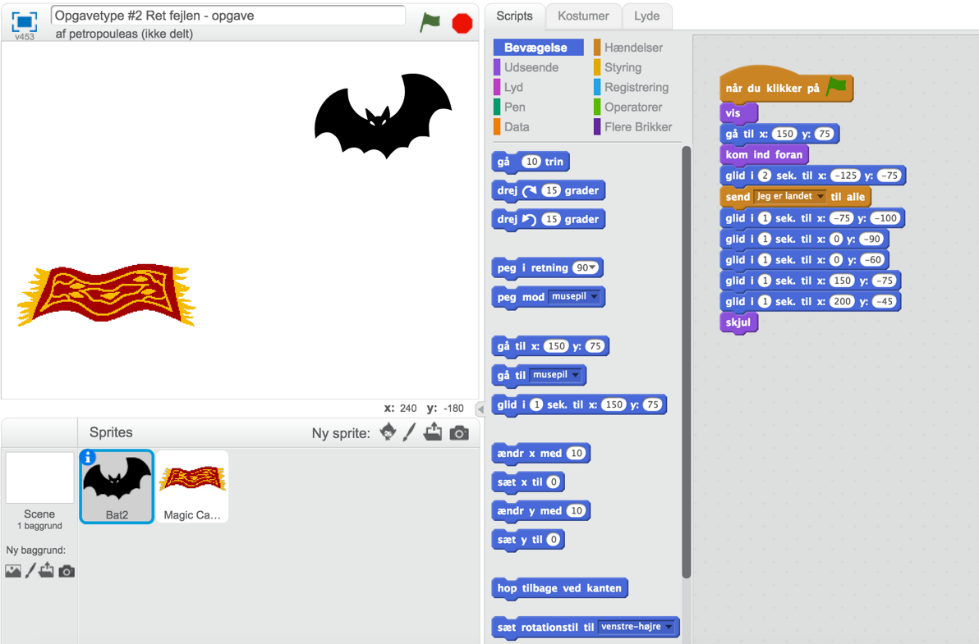 Opgavetype #2 Ret fejlen - opgave
af petropouleas (ikke delt)
v453
Scripts Kostumer Lyde
Bevægelse Hændelser
Udseende Styring
Lyd Registrering
Pen Operatorer
Data Flere Brikker
gå 10 trin
drej 15 grader
drej 15 grader
peg i retning 90
peg mod musepil
gå til x: 150 y: 75
gå til musepil
glid i 1 sek. til x: 150 y: 75
ændr x med 10
sæt x til 0
ændr y med 10
sæt y til 0
hop tilbage ved kanten
sæt rotationstil til venstre-højre
når du klikker på
vis
gå til x: 150 y: 75
kom ind foran
glid i 2 sek. til x: -125 y: -75
send Jeg er landet til alle
glid i 1 sek. til x: -75 y: -100
glid i 1 sek. til x: 0 y: -90
glid i 1 sek. til x: 0 y: -60
glid i 1 sek. til x: 150 y: -75
glid i 1 sek. til x: 200 y: -45
skjul
x: 240 y: -180
Sprites Ny sprite:
Scene
1 baggrund
Ny baggrund:
Bat2
Magic Ca...